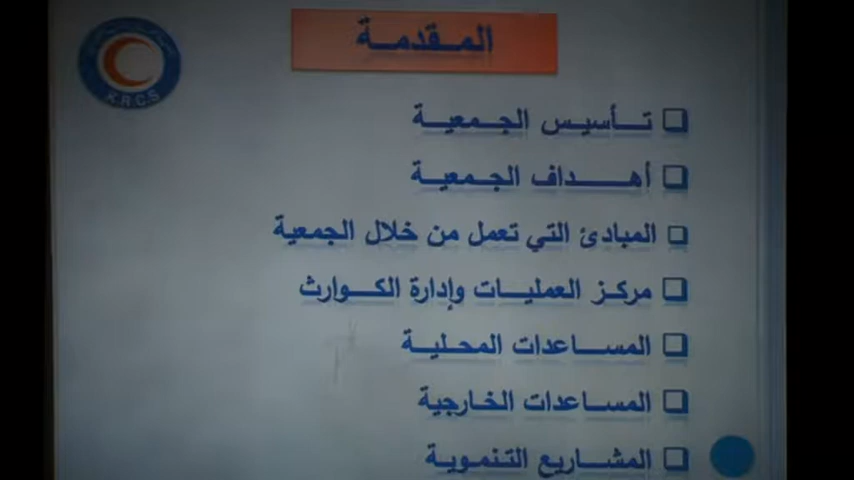 المقدمة
K.R.C.S
تأسيس الجمعية
أهداف الجمعية
المبادئ التي تعمل من خلال الجمعية
مركز العمليات وإدارة الكوارث
المساعدات المحلية
المساعدات الخارجية
المشاريع التنموية